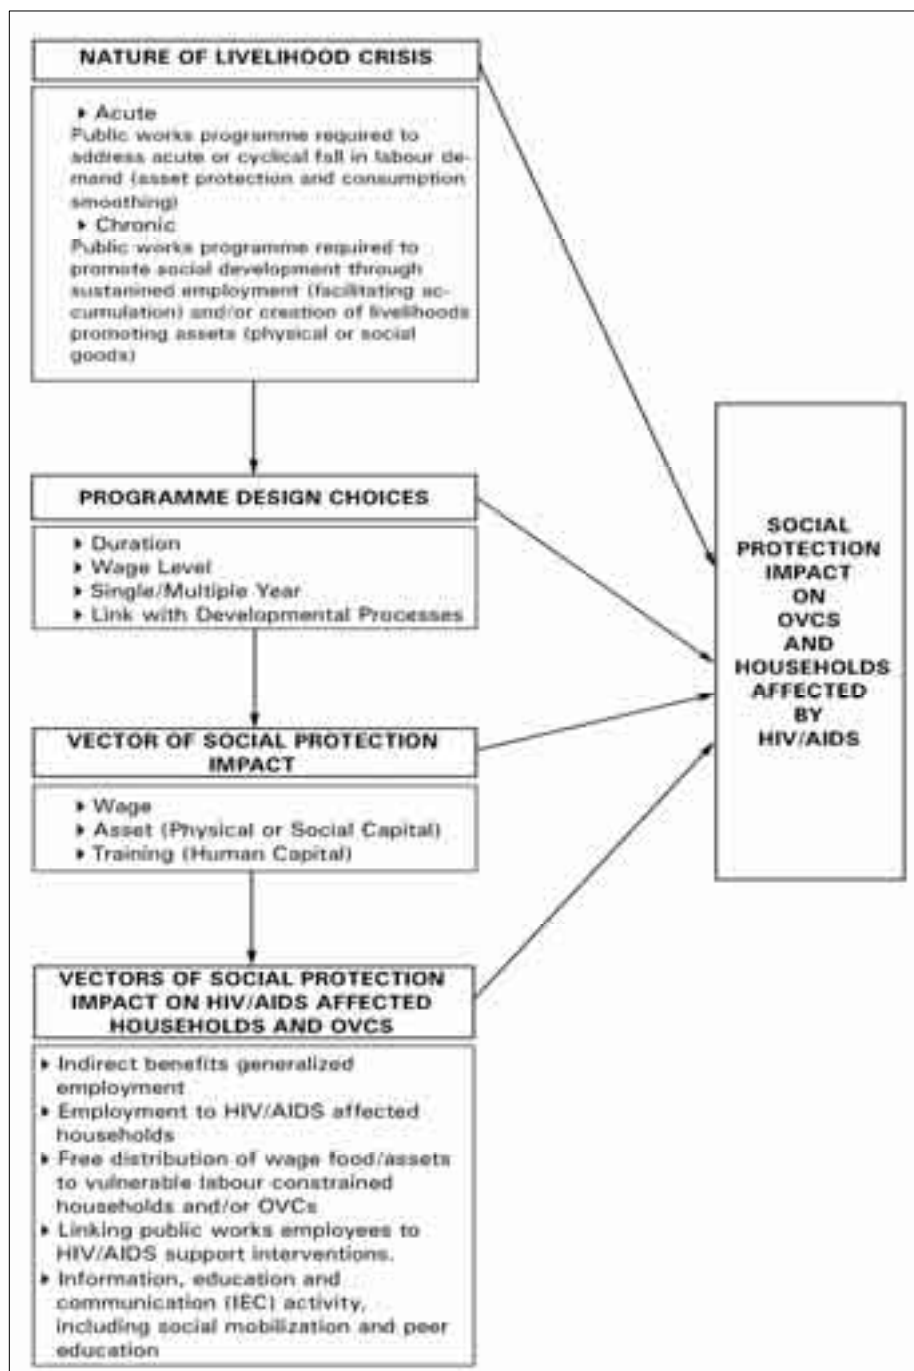 NATURE OF LIVELIHOOD CRISIS
▸ Acute
Public works programme required to
address acute or cyclical fall in labour de-
mand (asset protection and consumption
smoothing)
▸ Chronic
Public works programme required to
promote social development through
sustanined employment (facilitating ac-
cumulation) and/or creation of livelihoods
promoting assets (physical or social
goods)
PROGRAMME DESIGN CHOICES
▸ Duration
▸ Wage Level
▸ Single/Multiple Year
▸ Link with Developmental Processes
VECTOR OF SOCIAL PROTECTION
IMPACT
▸ Wage
▸ Asset (Physical or Social Capital)
▸ Training (Human Capital)
VECTORS OF SOCIAL PROTECTION
IMPACT ON HIV/AIDS AFFECTED
HOUSEHOLDS AND OVCS
▸ Indirect benefits generalized
employment
▸ Employment to HIV/AIDS affected
households
▸ Free distribution of wage food/assets
to vulnerable labour constrained
households and/or OVCs
▸ Linking public works employees to
HIV/AIDS support interventions.
▸ Information, education and
communication (IEC) activity,
including social mobilization and peer
education
SOCIAL
PROTECTION
IMPACT
ON
OVCS
AND
HOUSEHOLDS
AFFECTED
BY
HIV/AIDS